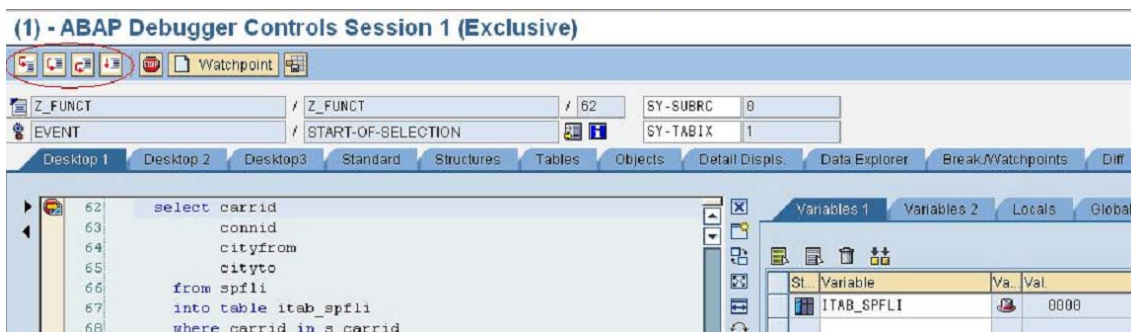 (1) - ABAP Debugger Controls Session 1 (Exclusive)
STOP Watchpoint
Z_FUNCT / Z_FUNCT / 62 SY-SUBRC 0
EVENT / START-OF-SELECTION SY-TABIX 1
Desktop 1 Desktop 2 Desktop3 Standard Structures Tables Objects Detail Displs. Data Explorer Break./Watchpoints Diff
62 select carrid
63 connid
64 cityfrom
65 cityto
66 from spfli
67 into table itab_spfli
68 where carrid in s_carrid
Variables 1 Variables 2 Locals Global
St... Variable Va... Val.
ITAB_SPFLI 0000